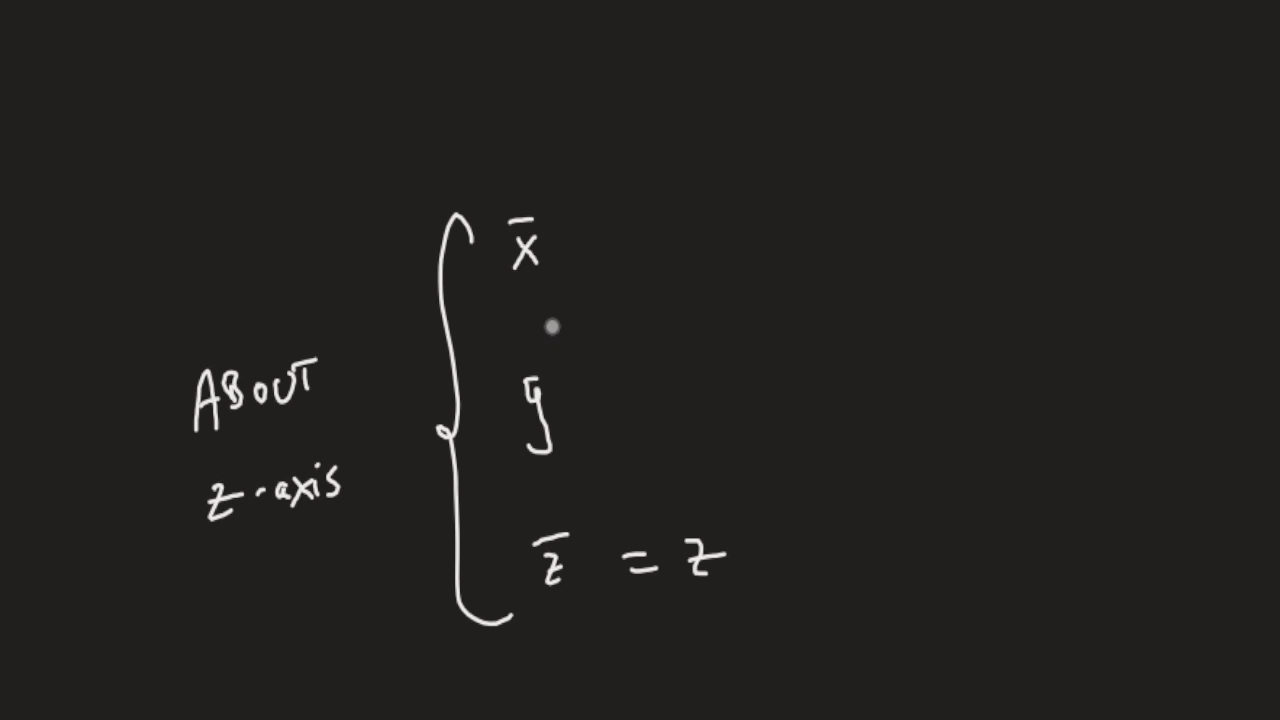 x̄
ABOUT
ȳ
z-axis
z̄ = z